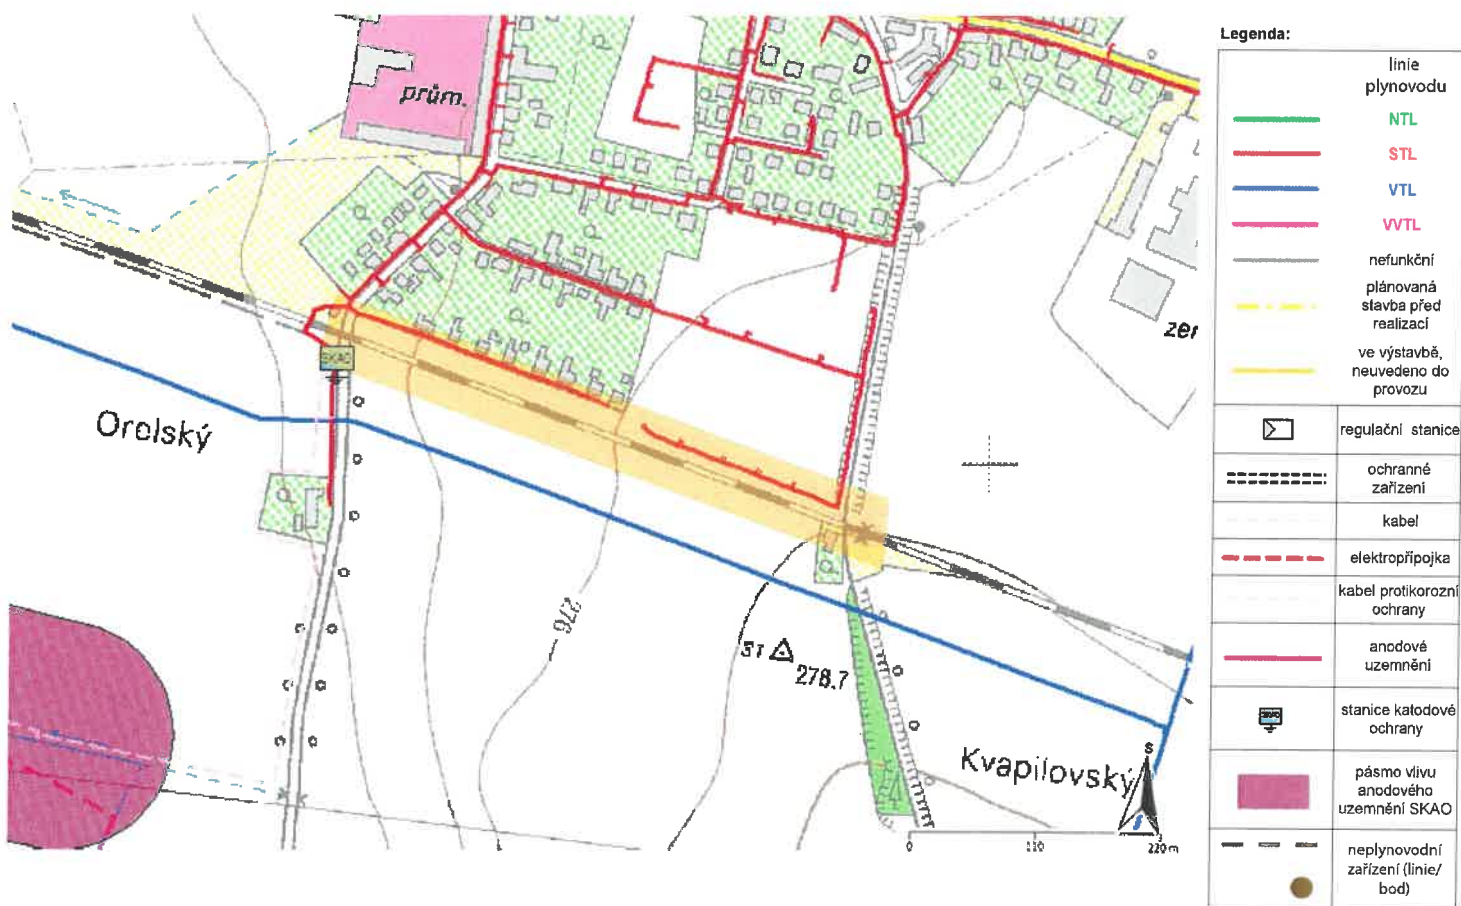 Legenda:
linie
plynovodu
NTL
STL
VTL
VVTL
nefunkční
plánovaná
stavba před
realizací
ve výstavbě,
neuvedeno do
provozu
regulační stanice
ochranné
zařízení
kabel
elektropřípojka
kabel protikorozní
ochrany
anodové
uzemnění
stanice katodové
ochrany
pásmo vlivu
anodového
uzemnění SKAO
neplynovodní
zařízení (linie/
bod)
prům.
zer
SKAO
Orelský
276
ST
278.7
Kvapilovský
S
0
110
220 m